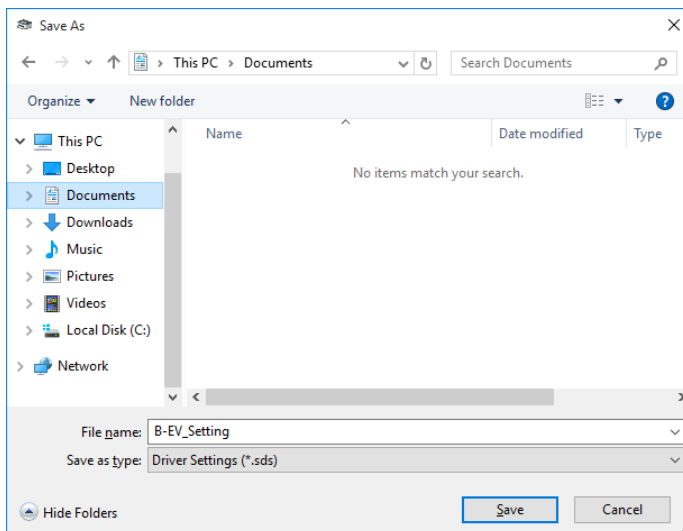 Save As
This PC > Documents
Search Documents
Organize
New folder
?
Name
Date modified
Type
This PC
No items match your search.
Desktop
Documents
Downloads
Music
Pictures
Videos
Local Disk (C:)
Network
File name: B-EV_Setting
Save as type: Driver Settings (*.sds)
Hide Folders
Save
Cancel